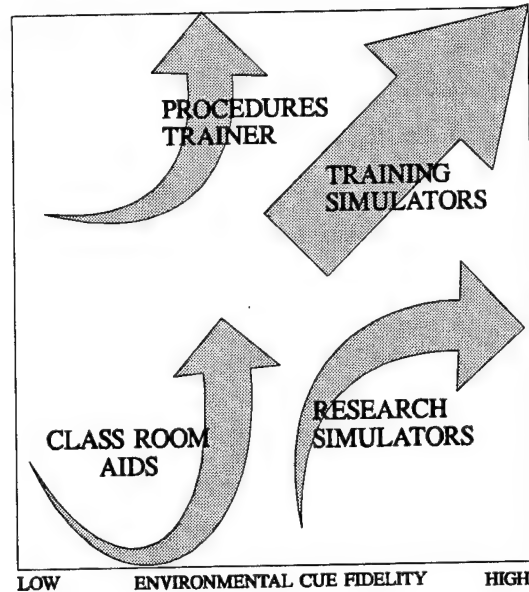 PROCEDURES
TRAINER
TRAINING
SIMULATORS
CLASS ROOM
AIDS
RESEARCH
SIMULATORS
LOW ENVIRONMENTAL CUE FIDELITY HIGH